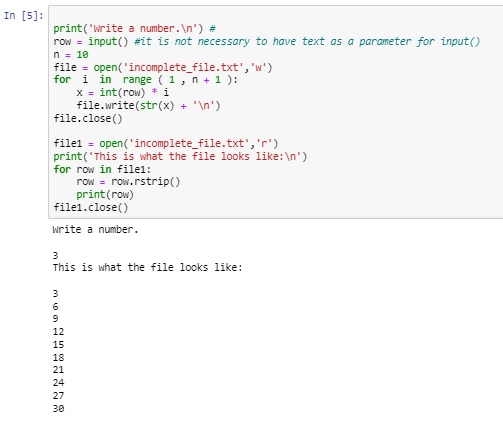 In [5]:
print('Write a number.\n') #
row = input() #it is not necessary to have text as a parameter for input()
n = 10
file = open('incomplete_file.txt','w')
for i in range ( 1 , n + 1 ):
    x = int(row) * i
    file.write(str(x) + '\n')
file.close()

file1 = open('incomplete_file.txt','r')
print('This is what the file looks like:\n')
for row in file1:
    row = row.rstrip()
    print(row)
file1.close()
Write a number.

3
This is what the file looks like:

3
6
9
12
15
18
21
24
27
30